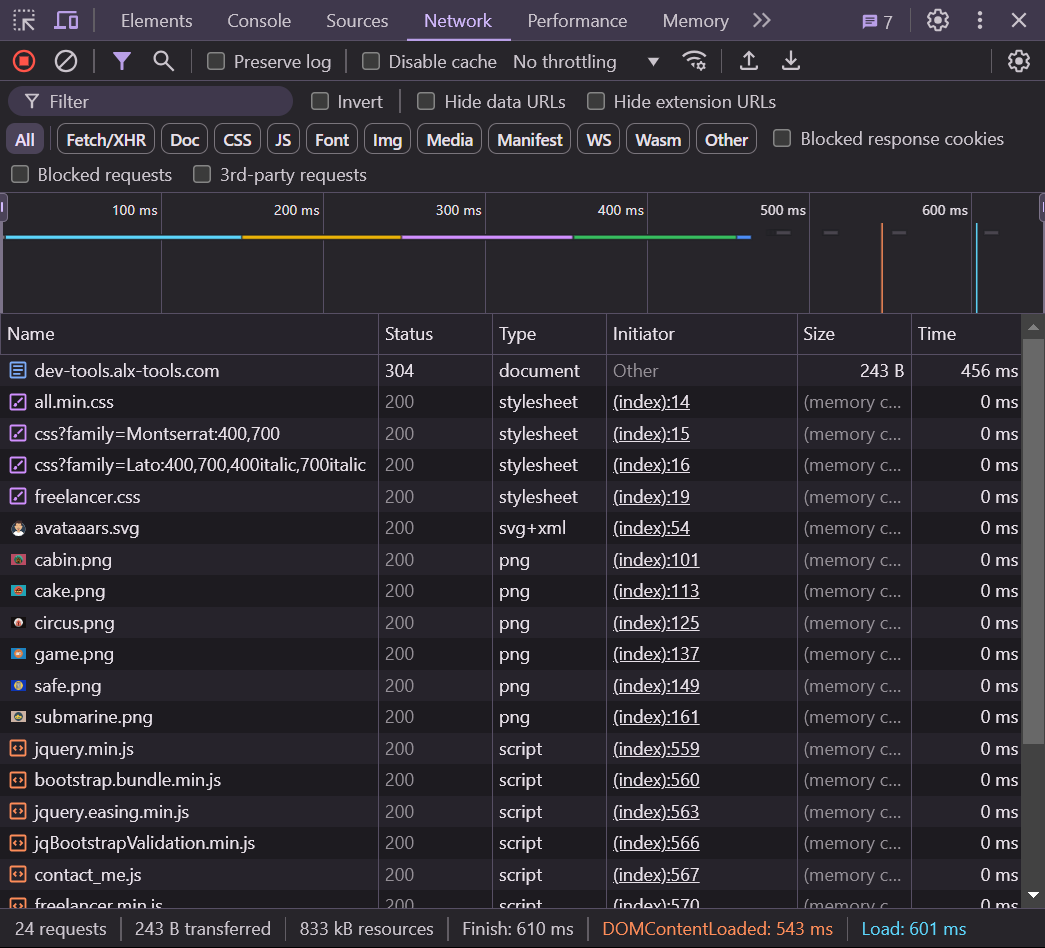 Elements Console Sources Network Performance Memory 7
Preserve log Disable cache No throttling
Filter Invert Hide data URLs Hide extension URLs
All Fetch/XHR Doc CSS JS Font Img Media Manifest WS Wasm Other Blocked response cookies
Blocked requests 3rd-party requests
100 ms 200 ms 300 ms 400 ms 500 ms 600 ms
Name Status Type Initiator Size Time
dev-tools.alx-tools.com 304 document Other 243 B 456 ms
all.min.css 200 stylesheet (index):14 (memory c... 0 ms
css?family=Montserrat:400,700 200 stylesheet (index):15 (memory c... 0 ms
css?family=Lato:400,700,400italic,700italic 200 stylesheet (index):16 (memory c... 0 ms
freelancer.css 200 stylesheet (index):19 (memory c... 0 ms
avataaars.svg 200 svg+xml (index):54 (memory c... 0 ms
cabin.png 200 png (index):101 (memory c... 0 ms
cake.png 200 png (index):113 (memory c... 0 ms
circus.png 200 png (index):125 (memory c... 0 ms
game.png 200 png (index):137 (memory c... 0 ms
safe.png 200 png (index):149 (memory c... 0 ms
submarine.png 200 png (index):161 (memory c... 0 ms
jquery.min.js 200 script (index):559 (memory c... 0 ms
bootstrap.bundle.min.js 200 script (index):560 (memory c... 0 ms
jquery.easing.min.js 200 script (index):563 (memory c... 0 ms
jqBootstrapValidation.min.js 200 script (index):566 (memory c... 0 ms
contact_me.js 200 script (index):567 (memory c... 0 ms
freelancer.min.js 200 script (index):570 (memory c... 0 ms
24 requests 243 B transferred 833 kB resources Finish: 610 ms DOMContentLoaded: 543 ms Load: 601 ms